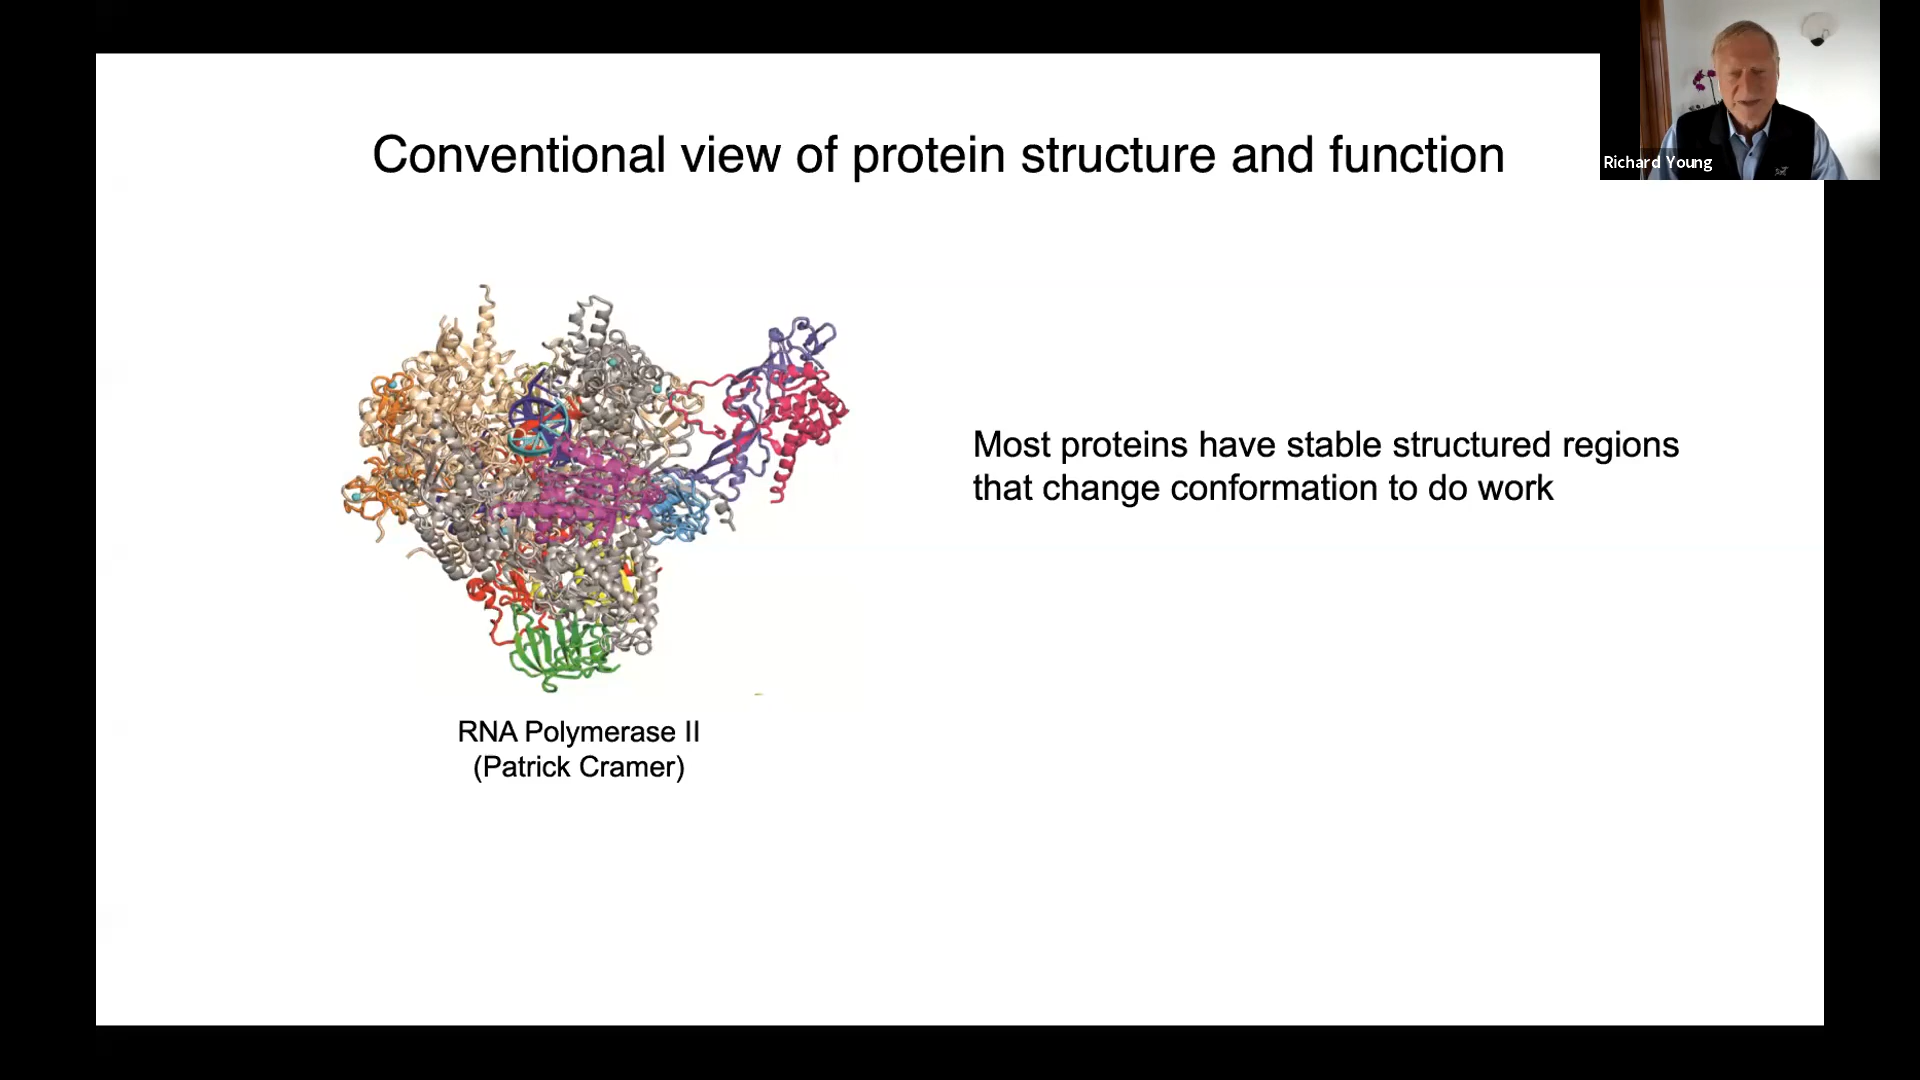 Conventional view of protein structure and function
Richard Young
Most proteins have stable structured regions
that change conformation to do work
RNA Polymerase II
(Patrick Cramer)